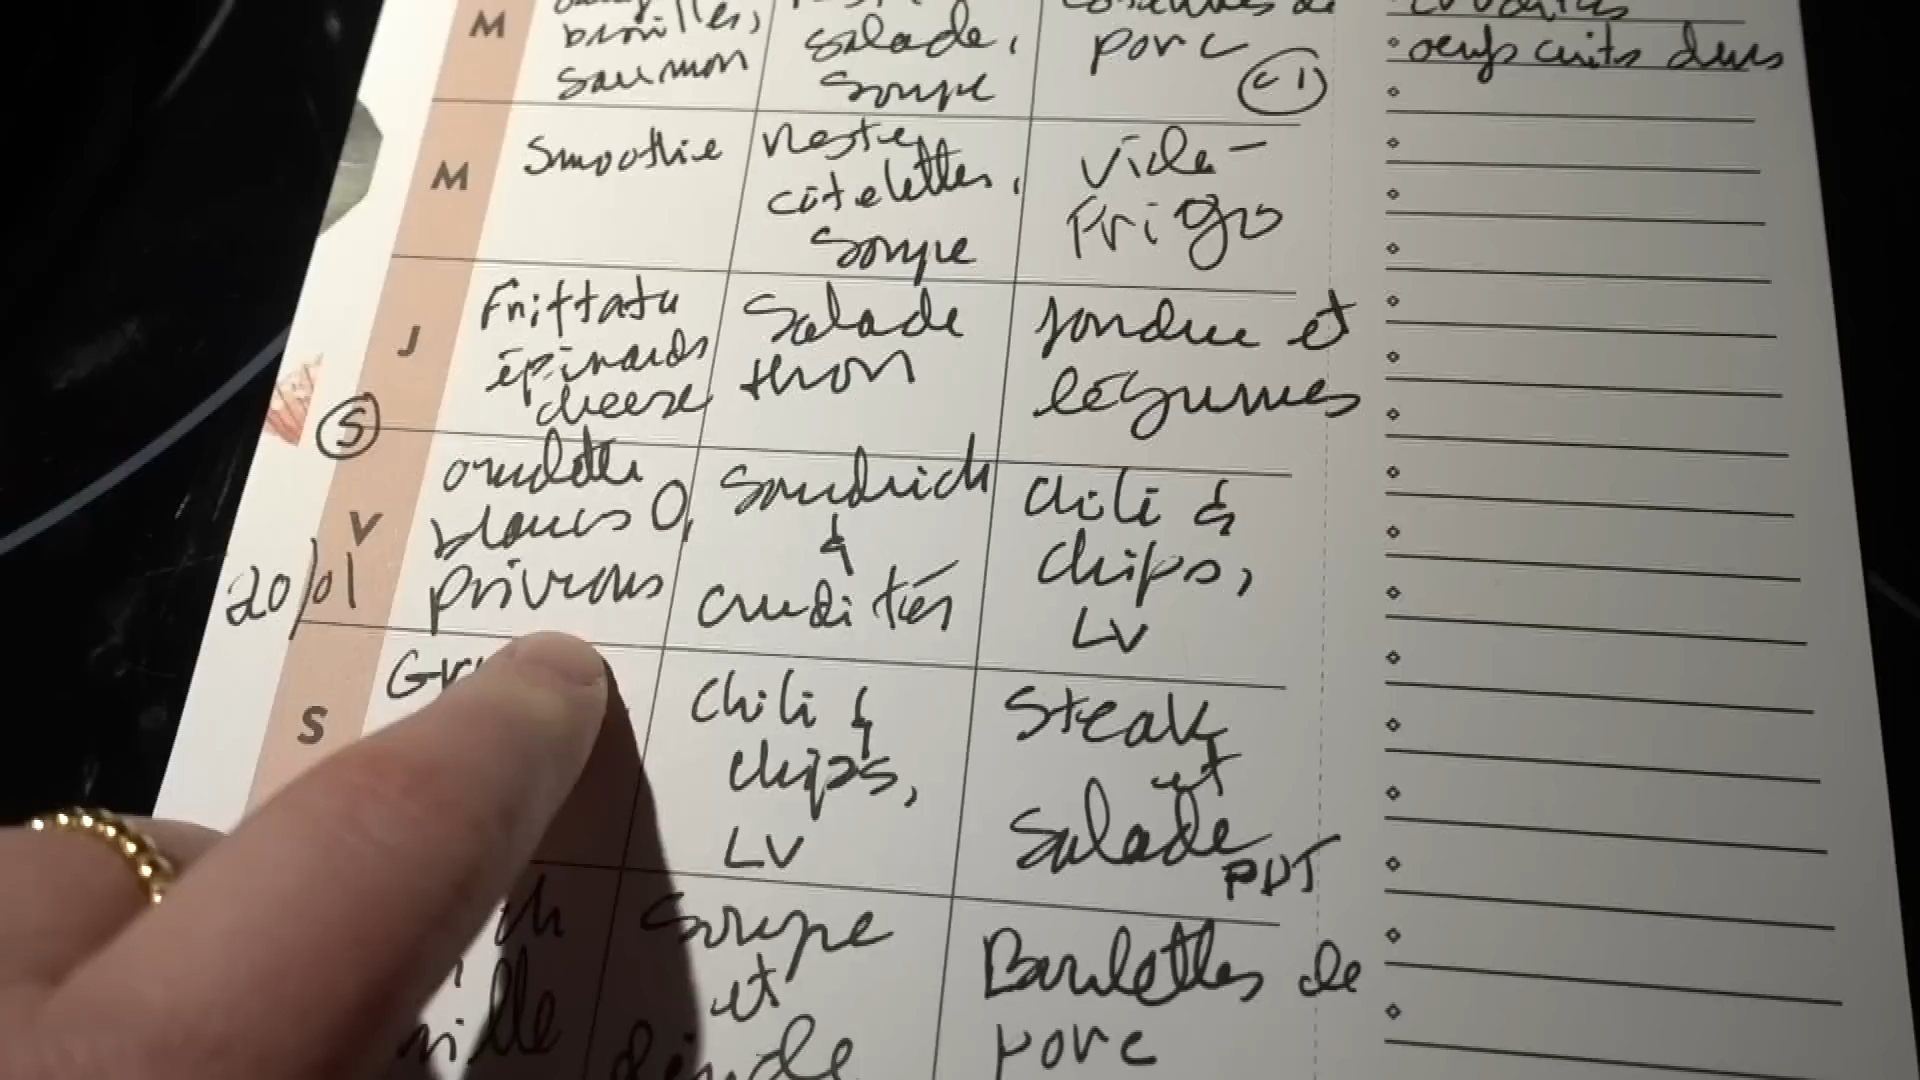 M
brouillés,
saumon
salade,
soupe
porc
crudités
oeufs cuits durs
M
Smoothie
Reste
côtelettes,
soupe
Vide-
Frigo
J
Frittata
épinards
cheese
Salade
thon
fondue et
légumes
S
V
20/01
omelette
blancs O,
poivrons
Sandwich
&
crudités
Chili &
chips,
LV
S
Chili &
chips,
LV
Steak
et
Salade
PDT
Soupe
et
dinde
Boulettes de
porc